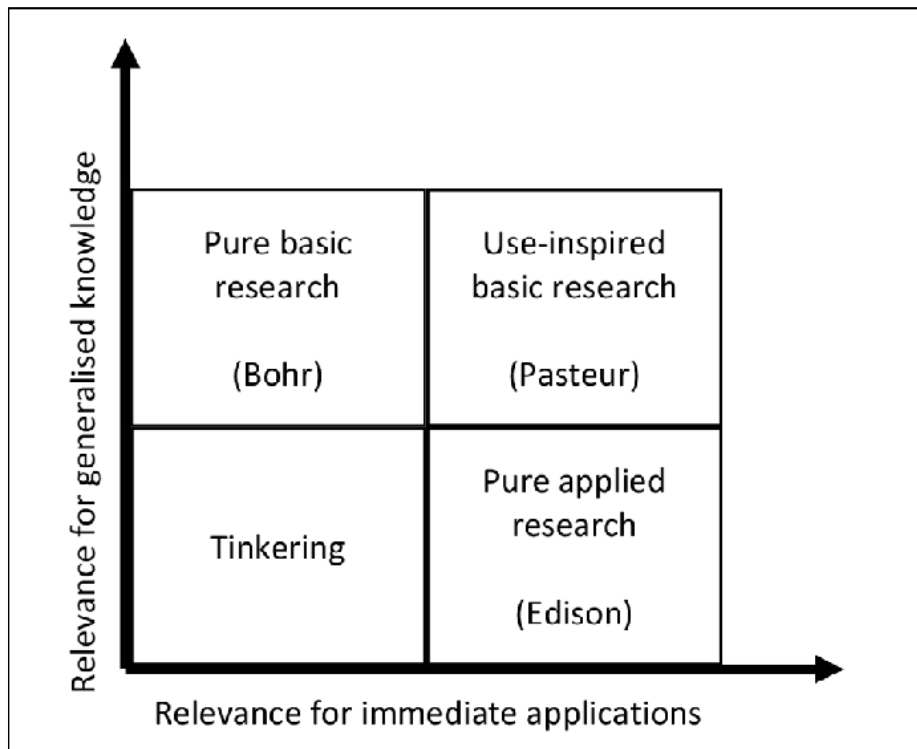 Relevance for generalised knowledge
Pure basic
research
(Bohr)
Use-inspired
basic research
(Pasteur)
Tinkering
Pure applied
research
(Edison)
Relevance for immediate applications